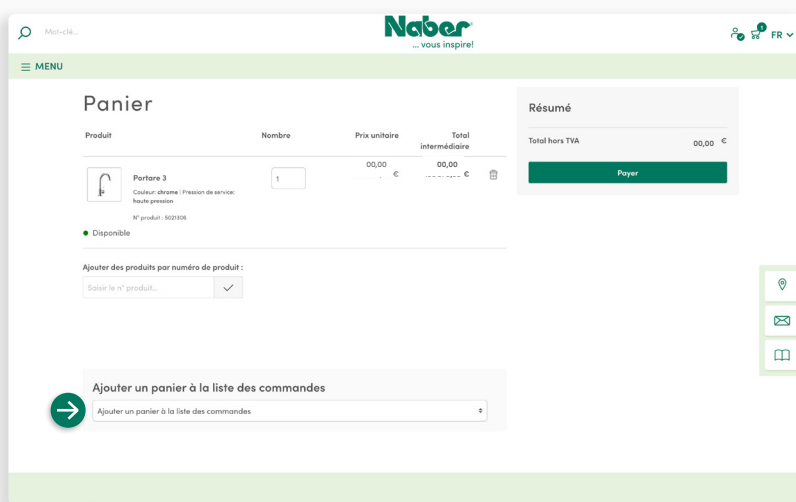 Mot-clé...
Naber
... vous inspire!
1
FR
MENU
Panier
Produit
Nombre
Prix unitaire
Total
intermédiaire
Portare 3
Couleur: chrome | Pression de service:
haute pression
N° produit : 5021306
1
00,00
€
00,00
€
Disponible
Résumé
Total hors TVA
00,00 €
Payer
Ajouter des produits par numéro de produit :
Saisir le n° produit...
Ajouter un panier à la liste des commandes
Ajouter un panier à la liste des commandes